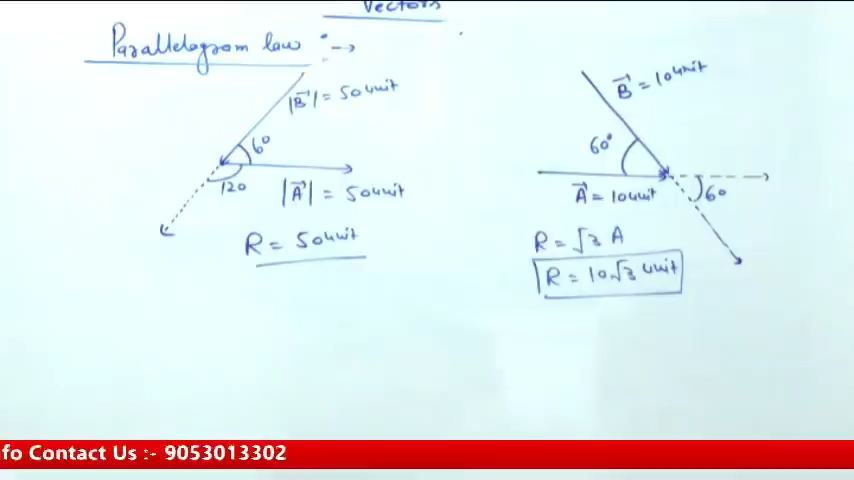 Vectors
Parallelogram law :→
|B⃗| = 50unit
60
120
|A⃗| = 50unit
R = 50unit
B⃗ = 10unit
60°
A⃗ = 10unit
60
R = √3 A
R = 10√3 unit
nfo Contact Us :- 9053013302